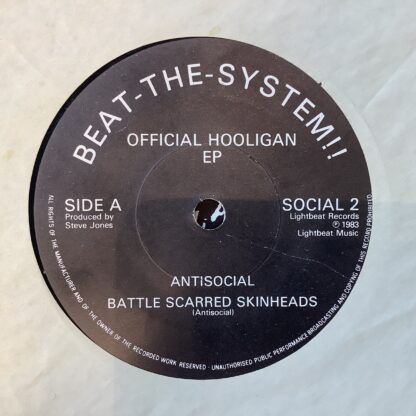 BEAT-THE-SYSTEM!!
OFFICIAL HOOLIGAN
EP
SIDE A
Produced by
Steve Jones
SOCIAL 2
Lightbeat Records
℗ 1983
Lightbeat Music
ANTISOCIAL
BATTLE SCARRED SKINHEADS
(Antisocial)
ALL RIGHTS OF THE MANUFACTURER AND OF THE OWNER OF THE RECORDED WORK RESERVED - UNAUTHORISED PUBLIC PERFORMANCE BROADCASTING AND COPYING OF THIS RECORD PROHIBITED